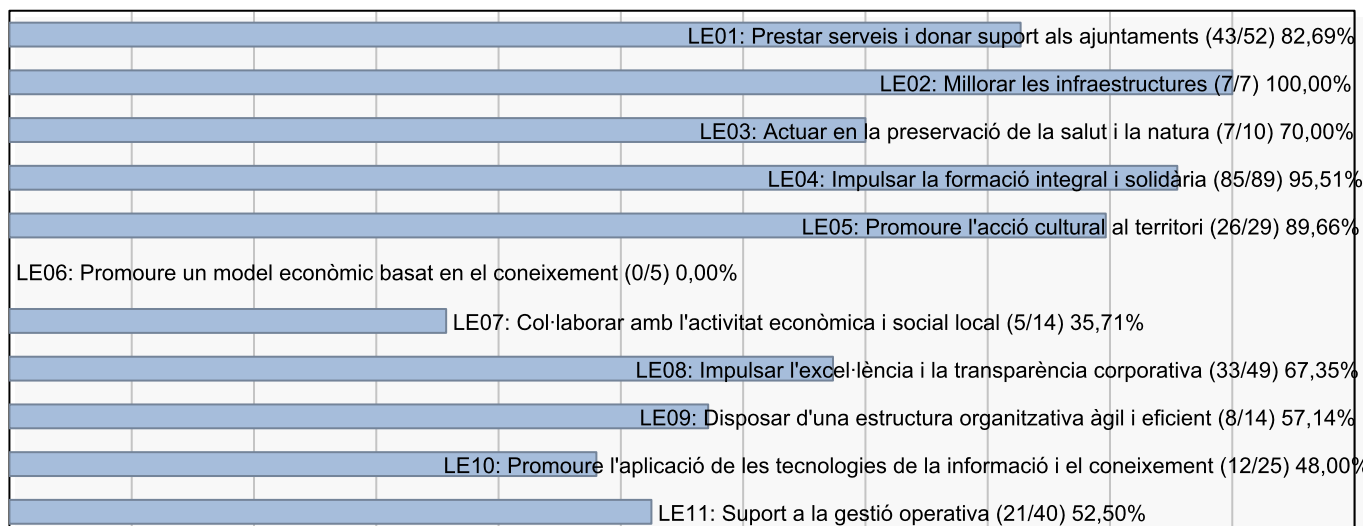 LE01: Prestar serveis i donar suport als ajuntaments (43/52) 82,69%
LE02: Millorar les infraestructures (7/7) 100,00%
LE03: Actuar en la preservació de la salut i la natura (7/10) 70,00%
LE04: Impulsar la formació integral i solidària (85/89) 95,51%
LE05: Promoure l'acció cultural al territori (26/29) 89,66%
LE06: Promoure un model econòmic basat en el coneixement (0/5) 0,00%
LE07: Col·laborar amb l'activitat econòmica i social local (5/14) 35,71%
LE08: Impulsar l'excel·lència i la transparència corporativa (33/49) 67,35%
LE09: Disposar d'una estructura organitzativa àgil i eficient (8/14) 57,14%
LE10: Promoure l'aplicació de les tecnologies de la informació i el coneixement (12/25) 48,00%
LE11: Suport a la gestió operativa (21/40) 52,50%